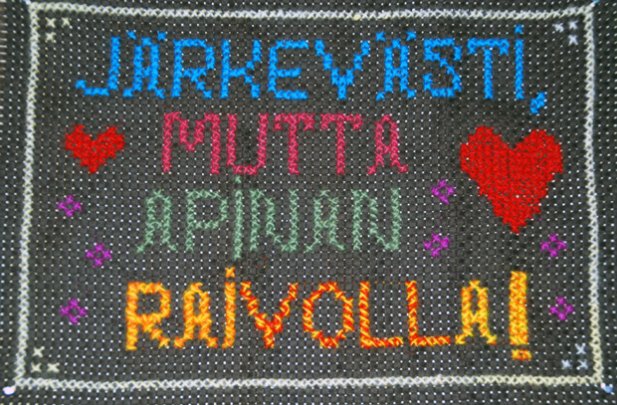 JÄRKEVÄSTI,
MUTTA
APINAN
RAIVOLLA!